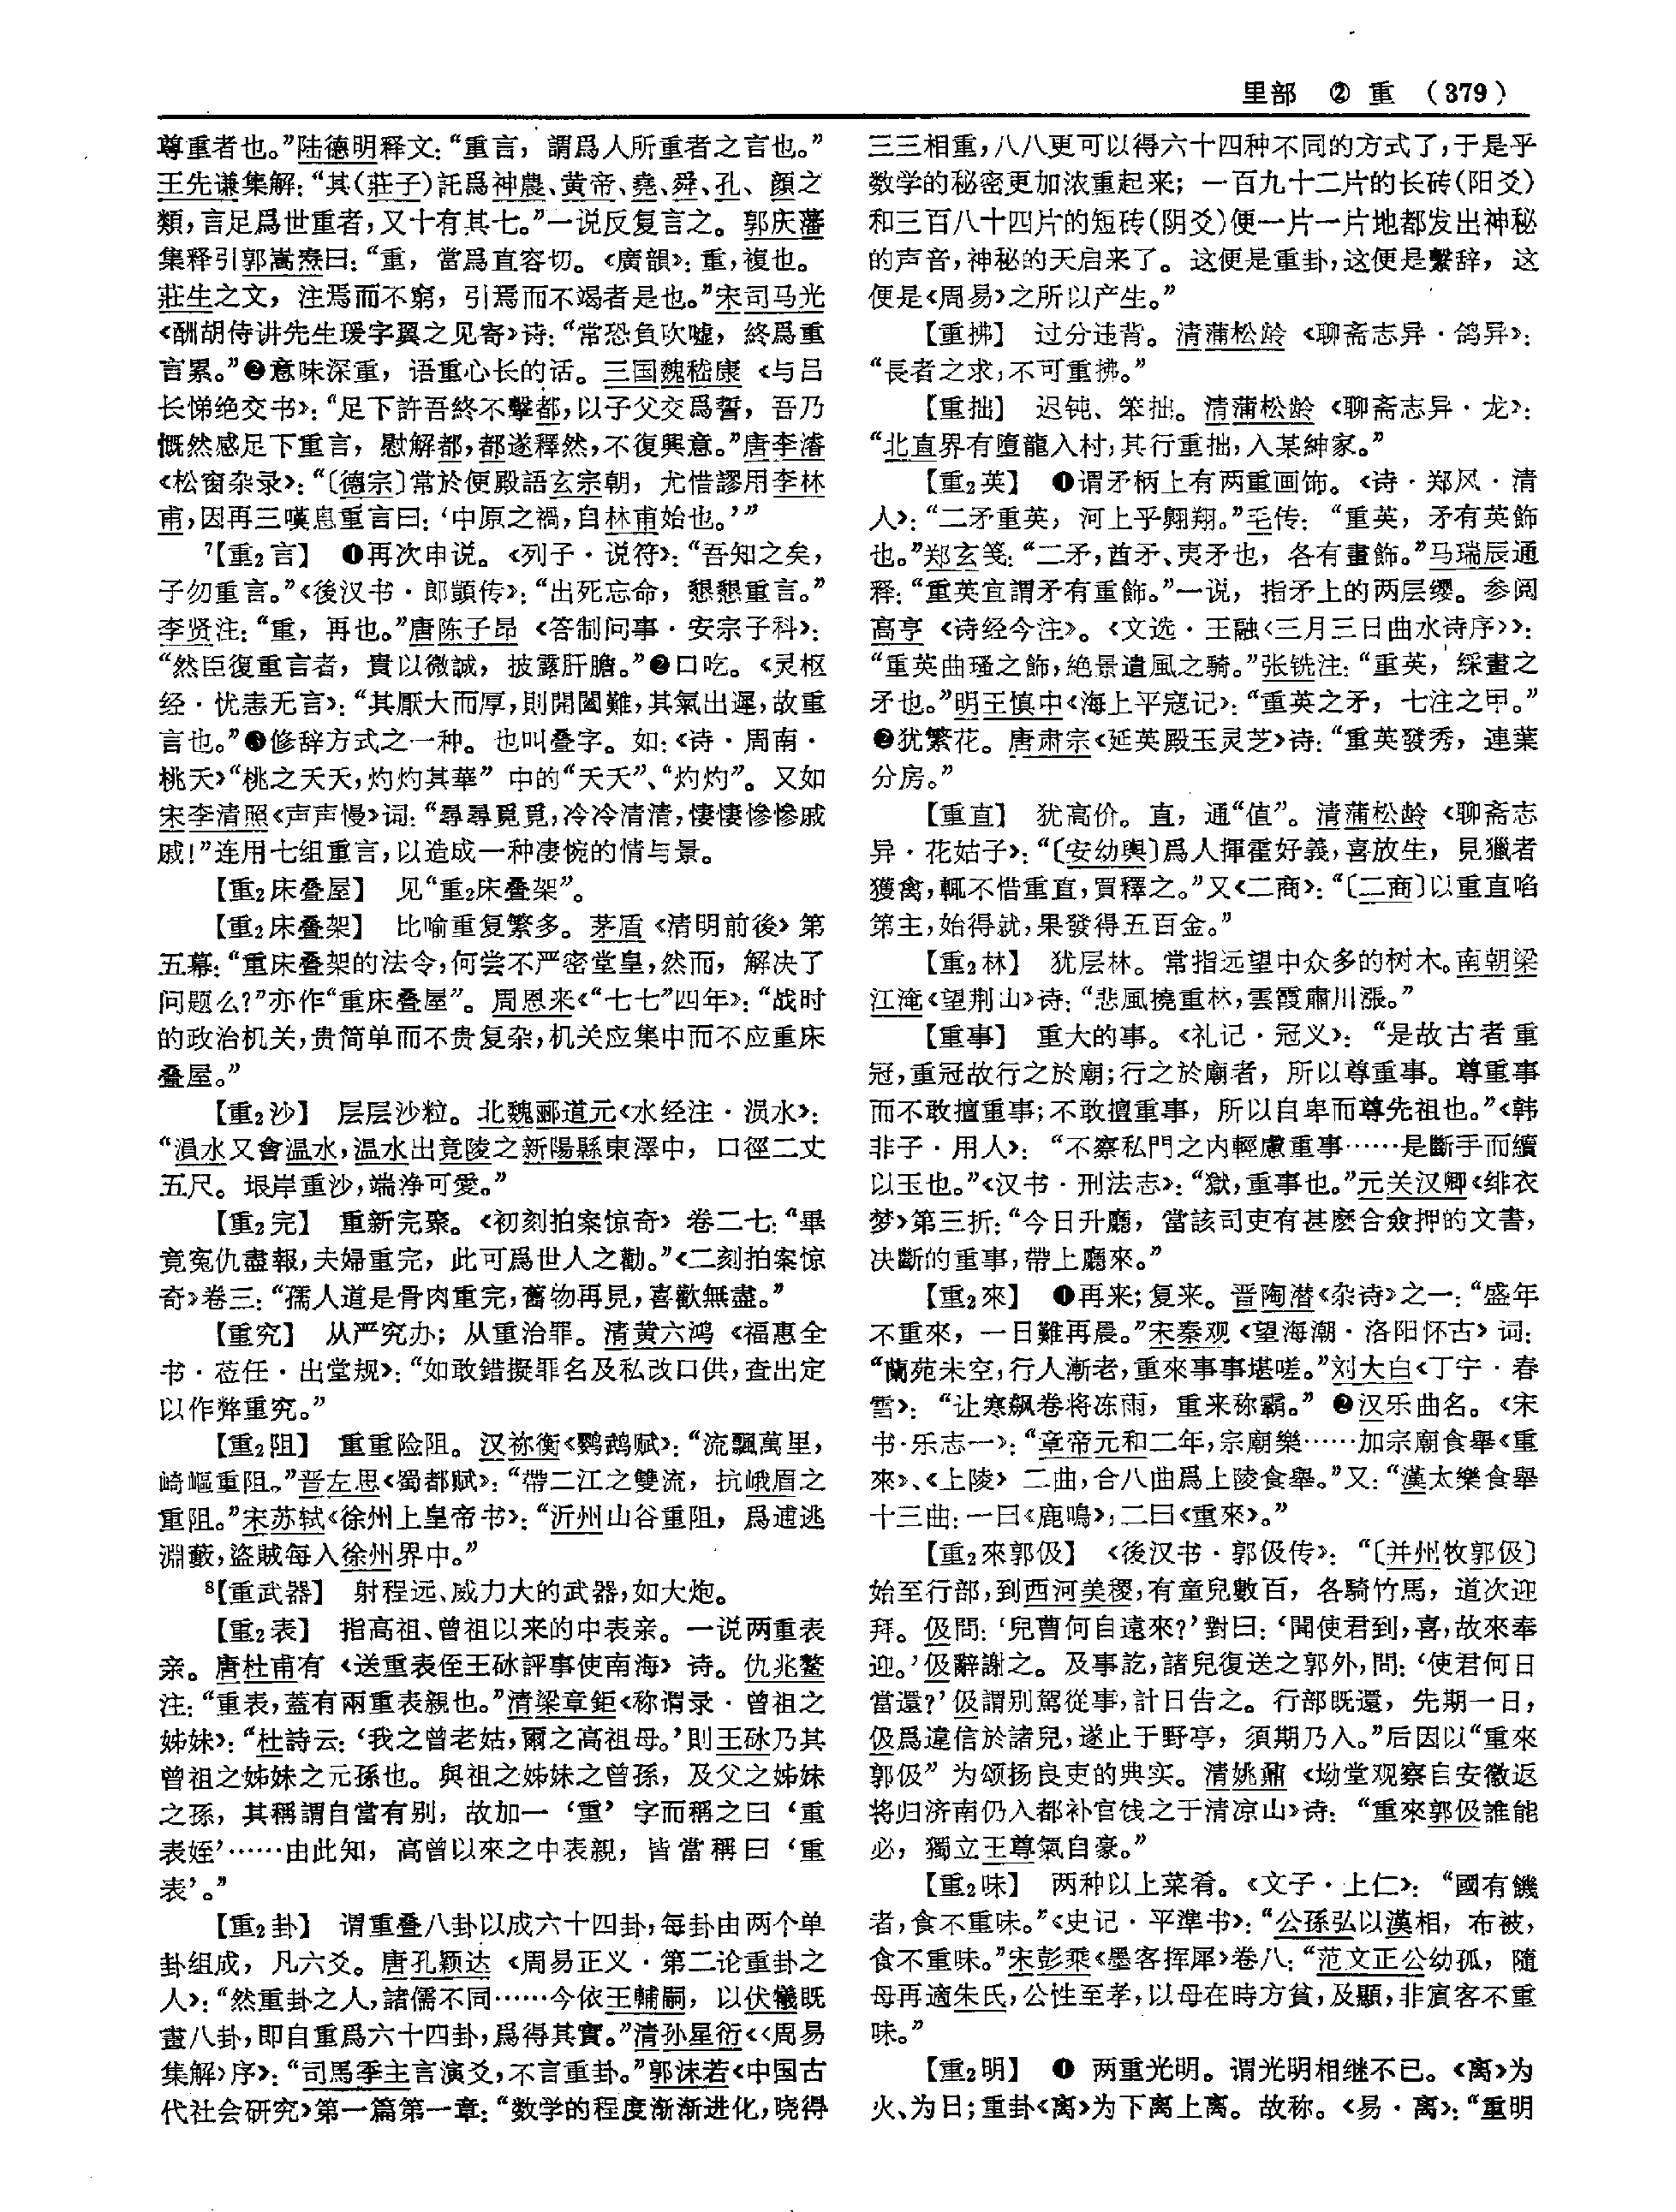 里部 ② 重 (379)
尊重者也。”陆德明释文：“重言，謂爲人所重者之言也。”
王先谦集解：“其(莊子)託爲神農、黄帝、堯、舜、孔、顔之
類，言足爲世重者，又十有其七。”一说反复言之。郭庆藩
集释引郭嵩焘曰：“重，當爲直容切。《廣韻》：重，複也。
莊生之文，注焉而不窮，引焉而不竭者是也。”宋司马光
《酬胡侍讲先生瑗字翼之见寄》诗：“常恐負吹嘘，終爲重
言累。”❷意味深重，语重心长的话。三国魏嵇康《与吕
长悌绝交书》：“足下許吾終不擊都，以子父交爲誓，吾乃
慨然感足下重言，慰解都，都遂釋然，不復興意。”唐李濬
《松窗杂录》：“〔德宗〕常於便殿語玄宗朝，尤惜謬用李林
甫，因再三嘆息重言曰：‘中原之禍，自林甫始也。’”
7【重₂言】 ❶再次申说。《列子·说符》：“吾知之矣，
子勿重言。”《後汉书·郎顗传》：“出死忘命，懇懇重言。”
李贤注：“重，再也。”唐陈子昂《答制问事·安宗子科》：
“然臣復重言者，貴以微誠，披露肝膽。”❷口吃。《灵枢
经·忧恚无言》：“其厭大而厚，則開闔難，其氣出遲，故重
言也。”❸修辞方式之一种。也叫叠字。如：《诗·周南·
桃夭》“桃之夭夭，灼灼其華”中的“夭夭”、“灼灼”。又如
宋李清照《声声慢》词：“尋尋覓覓，冷冷清清，悽悽慘慘戚
戚！”连用七组重言，以造成一种凄惋的情与景。
【重₂床叠屋】 见“重₂床叠架”。
【重₂床叠架】 比喻重复繁多。茅盾《清明前後》第
五幕：“重床叠架的法令，何尝不严密堂皇，然而，解决了
问题么？”亦作“重床叠屋”。周恩来《“七七”四年》：“战时
的政治机关，贵简单而不贵复杂，机关应集中而不应重床
叠屋。”
【重₂沙】 层层沙粒。北魏郦道元《水经注·涢水》：
“溳水又會温水，温水出竟陵之新陽縣東澤中，口徑二丈
五尺。垠岸重沙，端净可愛。”
【重₂完】 重新完聚。《初刻拍案惊奇》卷二七：“畢
竟冤仇盡報，夫婦重完，此可爲世人之勸。”《二刻拍案惊
奇》卷三：“孺人道是骨肉重完，舊物再見，喜歡無盡。”
【重究】 从严究办；从重治罪。清黄六鸿《福惠全
书·莅任·出堂规》：“如敢錯擬罪名及私改口供，查出定
以作弊重究。”
【重₂阻】 重重险阻。汉祢衡《鹦鹉赋》：“流飄萬里，
崎嶇重阻。”晋左思《蜀都赋》：“帶二江之雙流，抗峨眉之
重阻。”宋苏轼《徐州上皇帝书》：“沂州山谷重阻，爲逋逃
淵藪，盜賊每入徐州界中。”
8【重武器】 射程远、威力大的武器，如大炮。
【重₂表】 指高祖、曾祖以来的中表亲。一说两重表
亲。唐杜甫有《送重表侄王砅評事使南海》诗。仇兆鳌
注：“重表，蓋有兩重表親也。”清梁章鉅《称谓录·曾祖之
姊妹》：“杜詩云：‘我之曾老姑，爾之高祖母。’則王砅乃其
曾祖之姊妹之元孫也。與祖之姊妹之曾孫，及父之姊妹
之孫，其稱謂自當有别，故加一‘重’字而稱之曰‘重
表姪’……由此知，高曾以來之中表親，皆當稱曰‘重
表’。”
【重₂卦】 谓重叠八卦以成六十四卦，每卦由两个单
卦组成，凡六爻。唐孔颖达《周易正义·第二论重卦之
人》：“然重卦之人，諸儒不同……今依王輔嗣，以伏犧既
畫八卦，即自重爲六十四卦，爲得其實。”清孙星衍《〈周易
集解〉序》：“司馬季主言演爻，不言重卦。”郭沫若《中国古
代社会研究》第一篇第一章：“数学的程度渐渐进化，晓得
三三相重，八八更可以得六十四种不同的方式了，于是乎
数学的秘密更加浓重起来；一百九十二片的长砖(阳爻)
和三百八十四片的短砖(阴爻)便一片一片地都发出神秘
的声音，神秘的天启来了。这便是重卦，这便是繫辞，这
便是《周易》之所以产生。”
【重拂】 过分违背。清蒲松龄《聊斋志异·鸽异》：
“長者之求，不可重拂。”
【重拙】 迟钝、笨拙。清蒲松龄《聊斋志异·龙》：
“北直界有墮龍入村，其行重拙，入某紳家。”
【重₂英】 ❶谓矛柄上有两重画饰。《诗·郑风·清
人》：“二矛重英，河上乎翱翔。”毛传：“重英，矛有英飾
也。”郑玄笺：“二矛，酋矛、夷矛也，各有畫飾。”马瑞辰通
释：“重英宜謂矛有重飾。”一说，指矛上的两层缨。参阅
高亨《诗经今注》。《文选·王融〈三月三日曲水诗序〉》：
“重英曲瑵之飾，絶景遺風之騎。”张铣注：“重英，綵畫之
矛也。”明王慎中《海上平寇记》：“重英之矛，七注之甲。”
❷犹繁花。唐肃宗《延英殿玉灵芝》诗：“重英發秀，連葉
分房。”
【重直】 犹高价。直，通“值”。清蒲松龄《聊斋志
异·花姑子》：“〔安幼輿〕爲人揮霍好義，喜放生，見獵者
獲禽，輒不惜重直，買釋之。”又《二商》：“〔二商〕以重直啗
第主，始得就，果發得五百金。”
【重₂林】 犹层林。常指远望中众多的树木。南朝梁
江淹《望荆山》诗：“悲風撓重林，雲霞肅川漲。”
【重事】 重大的事。《礼记·冠义》：“是故古者重
冠，重冠故行之於廟；行之於廟者，所以尊重事。尊重事
而不敢擅重事；不敢擅重事，所以自卑而尊先祖也。”《韩
非子·用人》：“不察私門之内輕慮重事……是斷手而續
以玉也。”《汉书·刑法志》：“獄，重事也。”元关汉卿《绯衣
梦》第三折：“今日升廳，當該司吏有甚麽合僉押的文書，
决斷的重事，帶上廳來。”
【重₂來】 ❶再来；复来。晋陶潜《杂诗》之一：“盛年
不重來，一日難再晨。”宋秦观《望海潮·洛阳怀古》词：
“蘭苑未空，行人漸老，重來事事堪嗟。”刘大白《丁宁·春
雪》：“让寒飙卷将冻雨，重来称霸。”❷汉乐曲名。《宋
书·乐志一》：“章帝元和二年，宗廟樂……加宗廟食舉《重
來》、《上陵》二曲，合八曲爲上陵食舉。”又：“漢太樂食舉
十三曲：一曰《鹿鳴》，二曰《重來》。”
【重₂來郭伋】 《後汉书·郭伋传》：“〔并州牧郭伋〕
始至行部，到西河美稷，有童兒數百，各騎竹馬，道次迎
拜。伋問：‘兒曹何自遠來？’對曰：‘聞使君到，喜，故來奉
迎。’伋辭謝之。及事訖，諸兒復送之郭外，問：‘使君何日
當還？’伋謂别駕從事，計日告之。行部既還，先期一日，
伋爲違信於諸兒，遂止于野亭，須期乃入。”后因以“重來
郭伋”为颂扬良吏的典实。清姚鼐《坳堂观察自安徽返
将归济南仍入都补官饯之于清凉山》诗：“重來郭伋誰能
必，獨立王尊氣自豪。”
【重₂味】 两种以上菜肴。《文子·上仁》：“國有饑
者，食不重味。”《史记·平準书》：“公孫弘以漢相，布被，
食不重味。”宋彭乘《墨客挥犀》卷八：“范文正公幼孤，隨
母再適朱氏，公性至孝，以母在時方貧，及顯，非賓客不重
味。”
【重₂明】 ❶ 两重光明。谓光明相继不已。《离》为
火、为日；重卦《离》为下离上离。故称。《易·离》：“重明